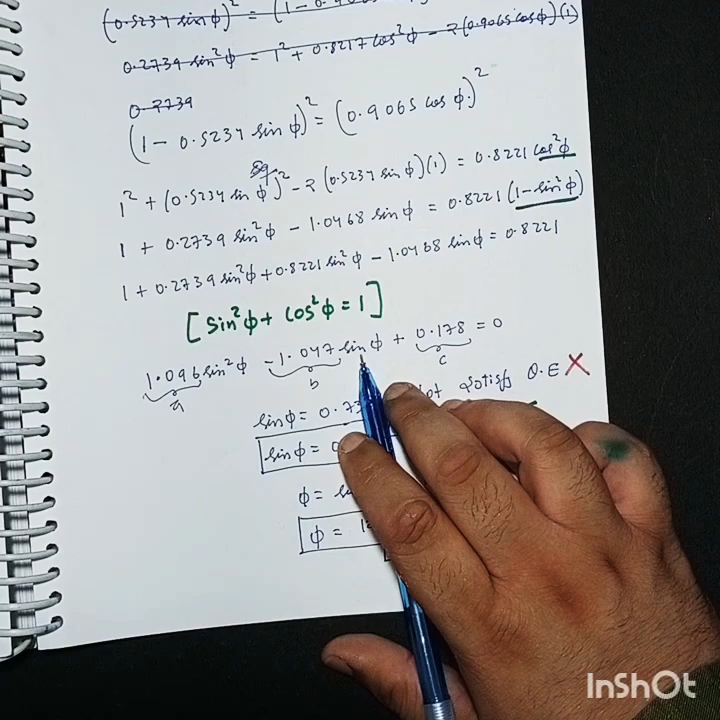 (0.5234 sin φ)² = (1 - 0.9065
0.2739 sin²φ = 1² + 0.8217 cos²φ - 2(0.9065 cos φ)(1)
0.2739
(1 - 0.5234 sin φ)² = (0.9065 cos φ.)²
1² + (0.5234 sin φ)² - 2(0.5234 sin φ)(1) = 0.8221 cos²φ
1 + 0.2739 sin²φ - 1.0468 sin φ = 0.8221 (1-sin²φ)
1 + 0.2739 sin²φ + 0.8221 sin²φ - 1.0468 sin φ = 0.8221
[sin²φ + cos²φ = 1]
1.096 sin²φ - 1.047 sin φ + 0.178 = 0
a b c
sin φ = 0.73 not satisfy Q.E ×
sin φ = 0
φ =
φ = 1
InShOt